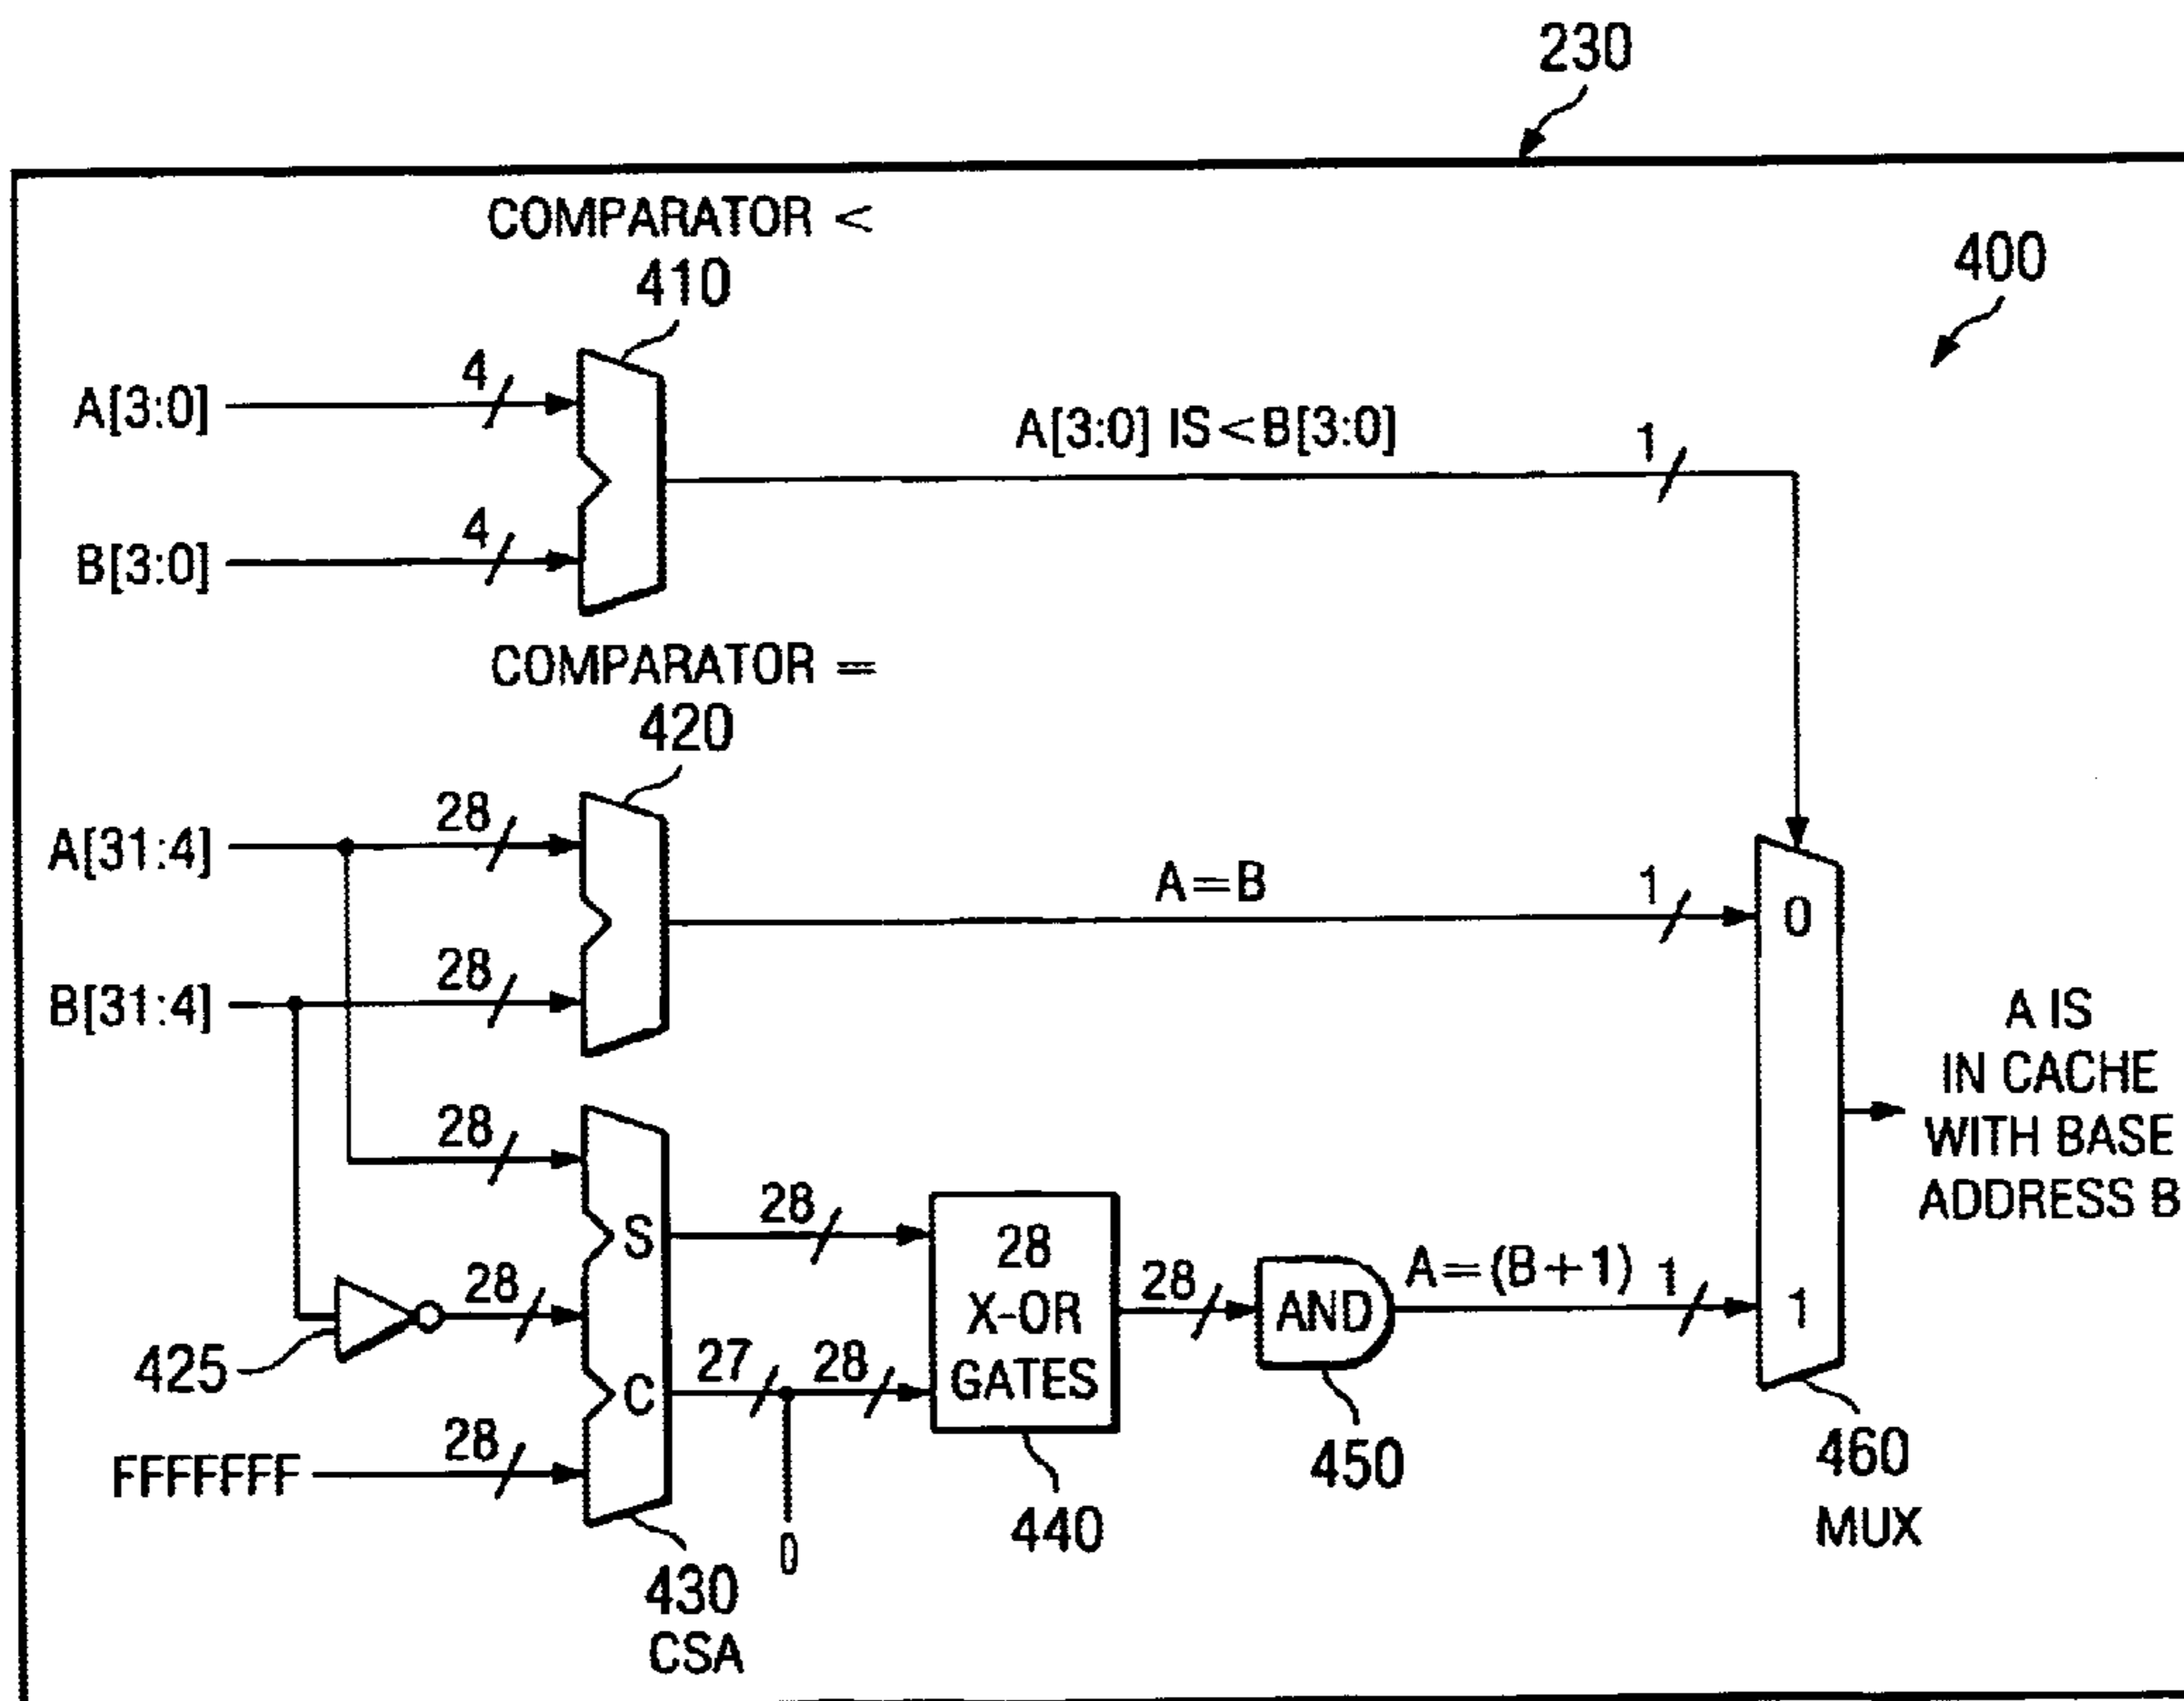 230
400
COMPARATOR <
410
A[3:0]
4
A[3:0] IS<B[3:0]
1
B[3:0]
4
COMPARATOR =
420
A[31:4]
28
A=B
1
0
B[31:4]
28
28
S
28
28
X-OR
GATES
28
AND
A=(B+1)
1
1
A IS
IN CACHE
WITH BASE
ADDRESS B
425
28
C
27
28
FFFFFFF
28
0
430
CSA
440
450
460
MUX